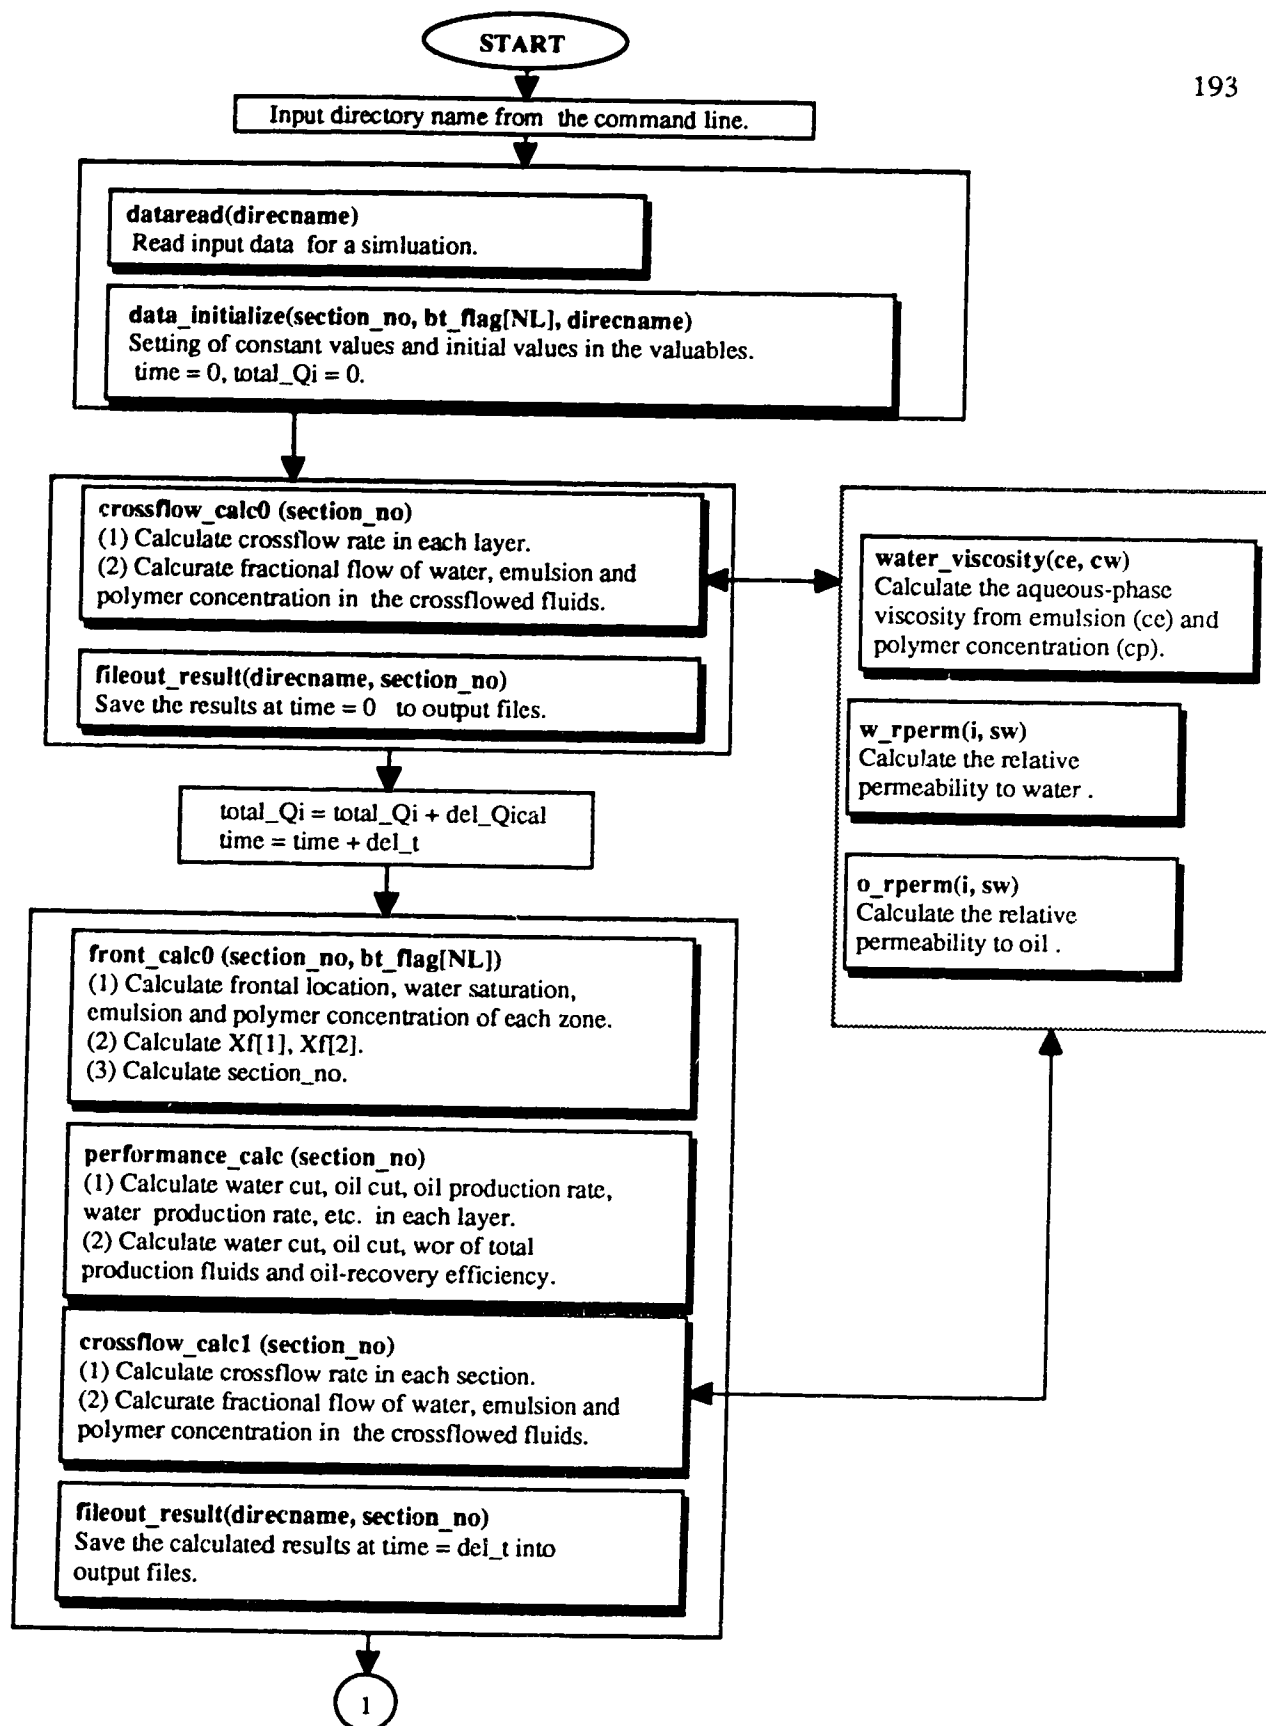 START
193
Input directory name from the command line.
dataread(direcname)
Read input data for a simluation.
data_initialize(section_no, bt_flag[NL], direcname)
Setting of constant values and initial values in the valuables.
time = 0, total_Qi = 0.
crossflow_calc0 (section_no)
(1) Calculate crossflow rate in each layer.
(2) Calcurate fractional flow of water, emulsion and
polymer concentration in the crossflowed fluids.
fileout_result(direcname, section_no)
Save the results at time = 0 to output files.
water_viscosity(ce, cw)
Calculate the aqueous-phase
viscosity from emulsion (ce) and
polymer concentration (cp).
w_rperm(i, sw)
Calculate the relative
permeability to water .
o_rperm(i, sw)
Calculate the relative
permeability to oil .
total_Qi = total_Qi + del_Qical
time = time + del_t
front_calc0 (section_no, bt_flag[NL])
(1) Calculate frontal location, water saturation,
emulsion and polymer concentration of each zone.
(2) Calculate Xf[1], Xf[2].
(3) Calculate section_no.
performance_calc (section_no)
(1) Calculate water cut, oil cut, oil production rate,
water production rate, etc. in each layer.
(2) Calculate water cut, oil cut, wor of total
production fluids and oil-recovery efficiency.
crossflow_calc1 (section_no)
(1) Calculate crossflow rate in each section.
(2) Calcurate fractional flow of water, emulsion and
polymer concentration in the crossflowed fluids.
fileout_result(direcname, section_no)
Save the calculated results at time = del_t into
output files.
1